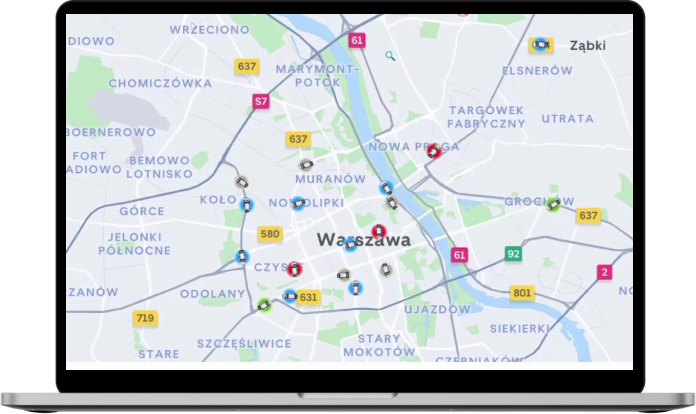 WRZECIONO
DIOWO
61
637
MARYMONT-
POTOK
Ząbki
ELSNERÓW
CHOMICZÓWKA
S7
TARGÓWEK
FABRYCZNY
UTRATA
BOERNEROWO
637
NOWA PRAGA
FORT
RADIOWO
BEMOWO
LOTNISKO
MURANÓW
KOŁO
NOWOLIPKI
GROCHÓW
637
GÓRCE
580
Warszawa
JELONKI
PÓŁNOCNE
61
92
CZYSTE
2
ZANÓW
ODOLANY
631
801
UJAZDÓW
719
SIEKIERKI
SZCZĘŚLIWICE
STARY
MOKOTÓW
STARE
CZERNIAKÓW